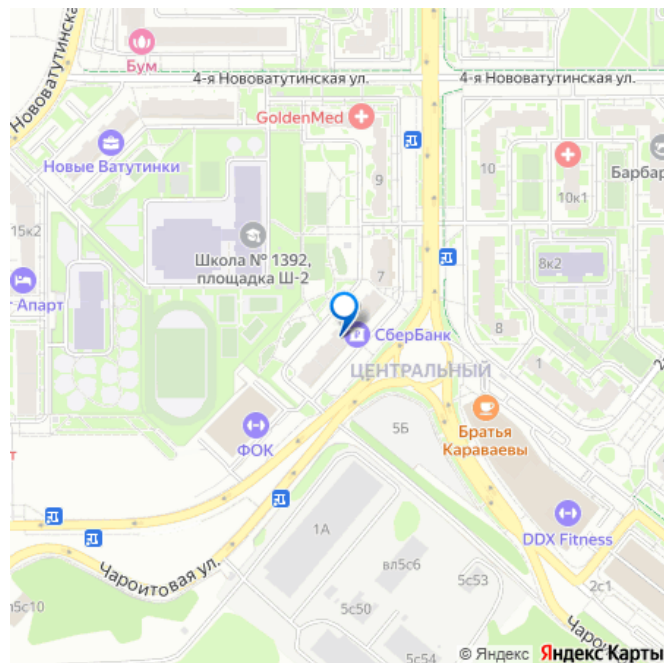 Бум
4-я Нововатутинская ул.
4-я Нововатутинская ул.
Нововатутинска
GoldenMed
Новые Ватутинки
9
10
10к1
Барбар
15к2
Школа № 1392,
площадка Ш-2
7
8к2
Апарт
СберБанк
8
1
ЦЕНТРАЛЬНЫЙ
5Б
Братья
Караваевы
ФОК
т
1А
DDX Fitness
Чароитовая ул.
вл5с6
5с53
2с1
5с10
5с50
5с54
Чаро
© Яндекс Яндекс Карты